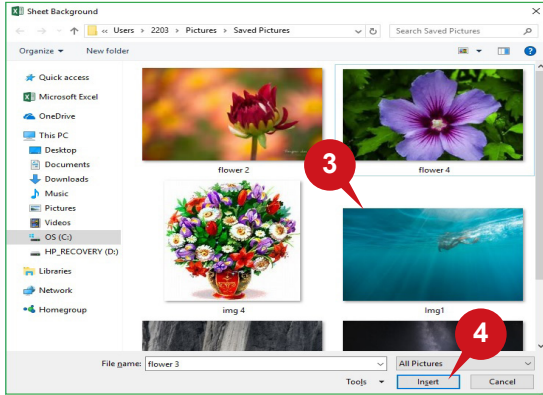 Sheet Background
« Users > 2203 > Pictures > Saved Pictures
Search Saved Pictures
Organize
New folder
Quick access
Microsoft Excel
OneDrive
This PC
Desktop
Documents
Downloads
Music
Pictures
Videos
OS (C:)
HP_RECOVERY (D:)
Libraries
Network
Homegroup
flower 2
flower 4
3
img 4
Img1
4
File name: flower 3
All Pictures
Tools
Insert
Cancel